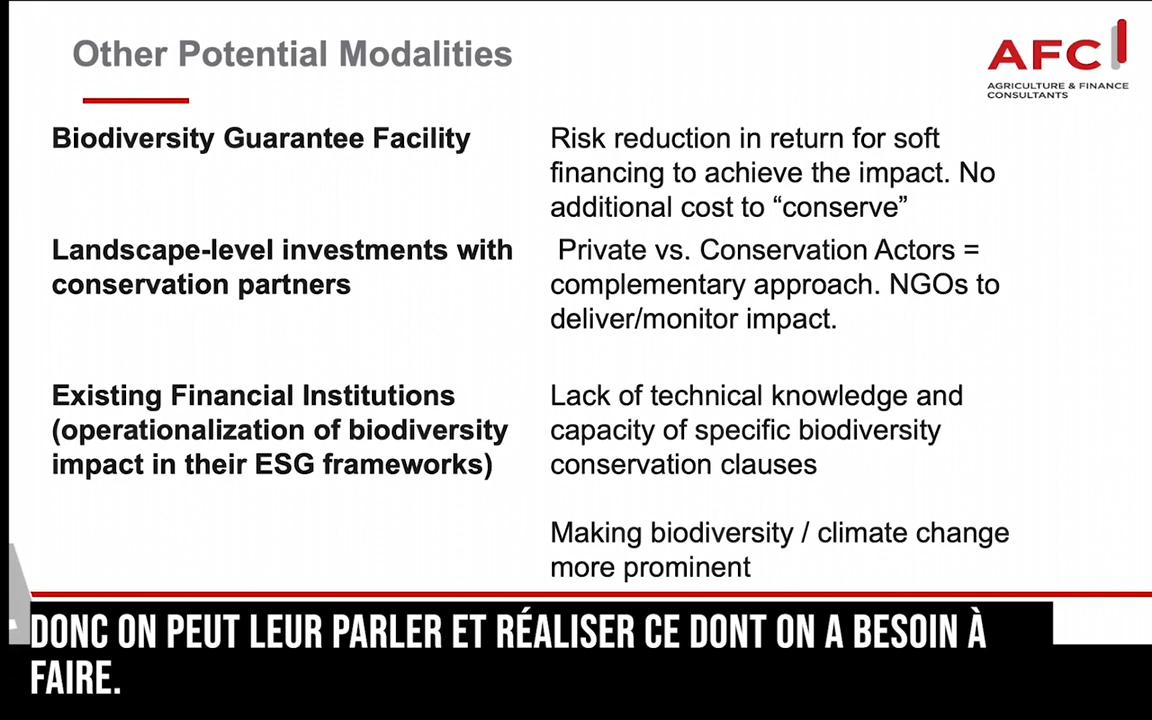 Other Potential Modalities
AFC
AGRICULTURE & FINANCE
CONSULTANTS
Biodiversity Guarantee Facility
Risk reduction in return for soft
financing to achieve the impact. No
additional cost to “conserve”
Landscape-level investments with
conservation partners
Private vs. Conservation Actors =
complementary approach. NGOs to
deliver/monitor impact.
Existing Financial Institutions
(operationalization of biodiversity
impact in their ESG frameworks)
Lack of technical knowledge and
capacity of specific biodiversity
conservation clauses
Making biodiversity / climate change
more prominent
DONC ON PEUT LEUR PARLER ET RÉALISER CE DONT ON A BESOIN À
FAIRE.